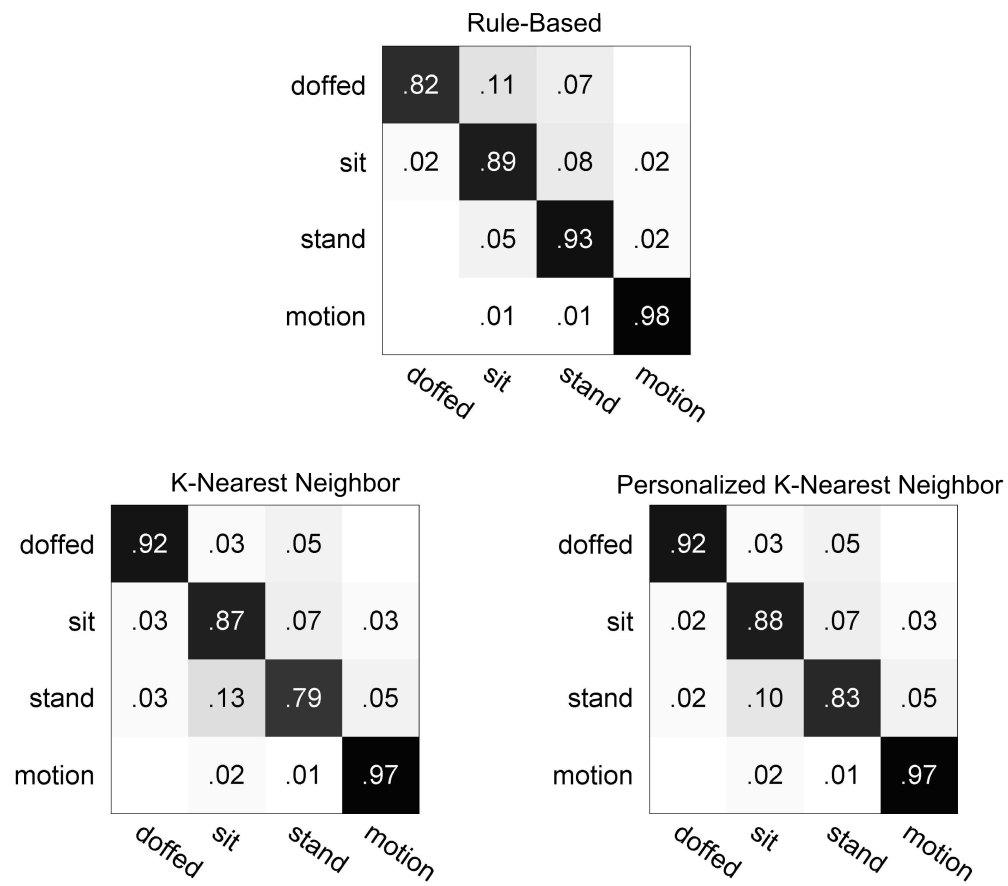 Rule-Based
doffed .82 .11 .07
sit .02 .89 .08 .02
stand .05 .93 .02
motion .01 .01 .98
doffed sit stand motion
K-Nearest Neighbor
doffed .92 .03 .05
sit .03 .87 .07 .03
stand .03 .13 .79 .05
motion .02 .01 .97
doffed sit stand motion
Personalized K-Nearest Neighbor
doffed .92 .03 .05
sit .02 .88 .07 .03
stand .02 .10 .83 .05
motion .02 .01 .97
doffed sit stand motion